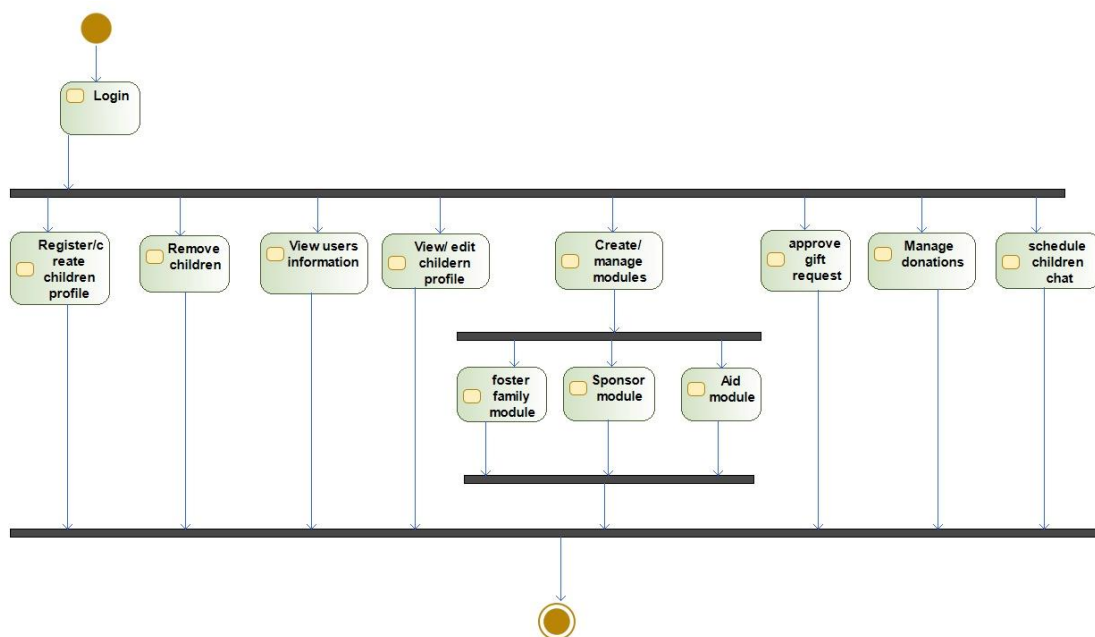 Login
Register/c
reate
children
profile
Remove
children
View users
information
View/ edit
childern
profile
Create/
manage
modules
approve
gift
request
Manage
donations
schedule
children
chat
foster
family
module
Sponsor
module
Aid
module